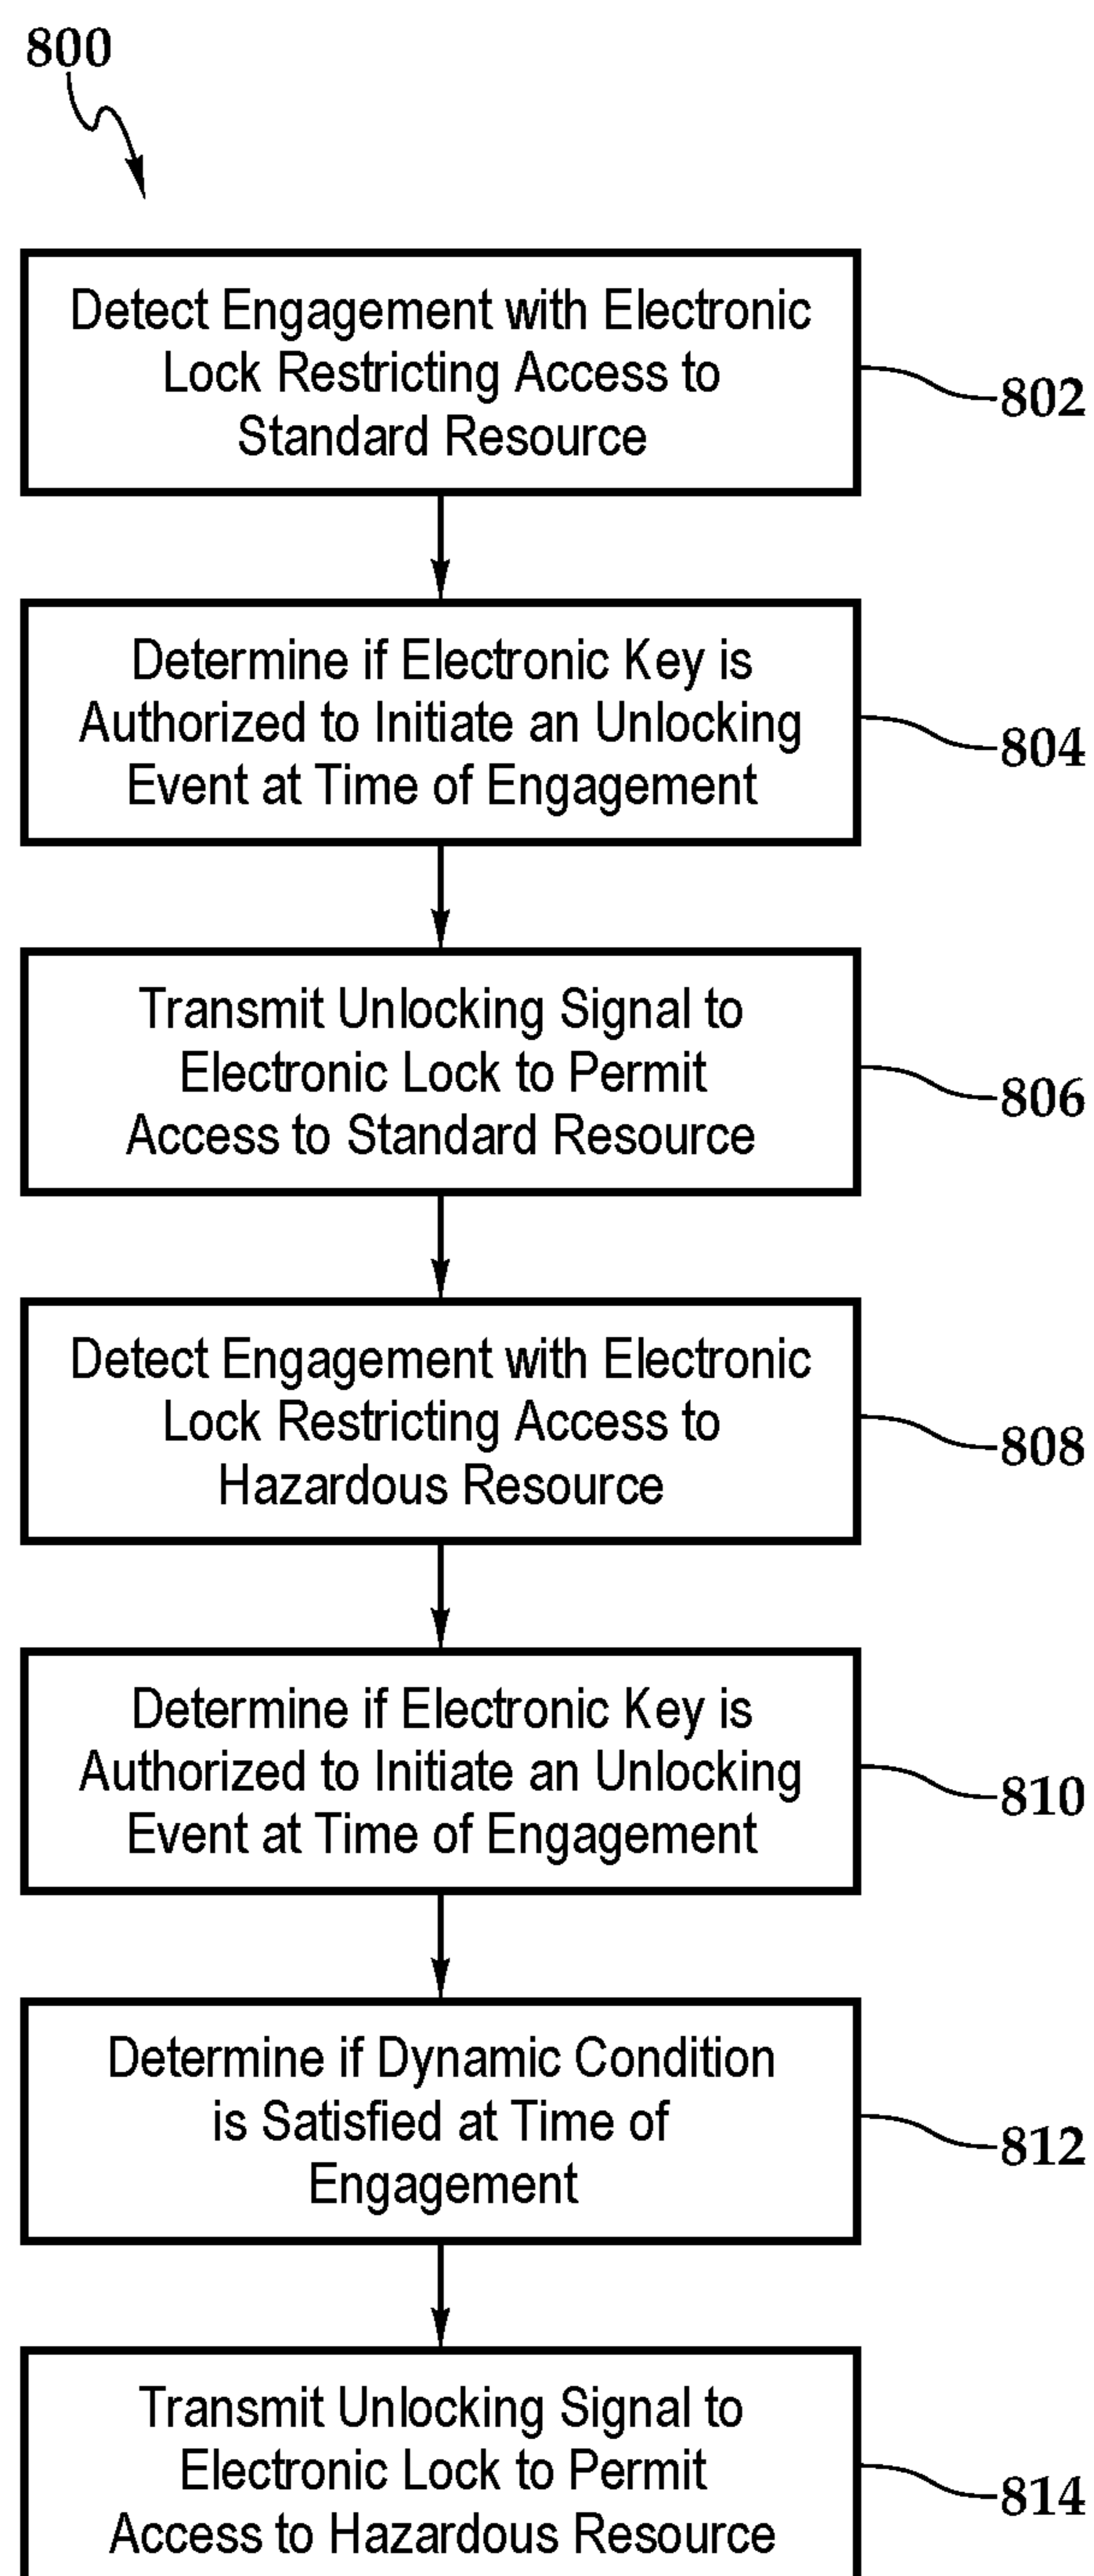 800
Detect Engagement with Electronic
Lock Restricting Access to
Standard Resource
802
Determine if Electronic Key is
Authorized to Initiate an Unlocking
Event at Time of Engagement
804
Transmit Unlocking Signal to
Electronic Lock to Permit
Access to Standard Resource
806
Detect Engagement with Electronic
Lock Restricting Access to
Hazardous Resource
808
Determine if Electronic Key is
Authorized to Initiate an Unlocking
Event at Time of Engagement
810
Determine if Dynamic Condition
is Satisfied at Time of
Engagement
812
Transmit Unlocking Signal to
Electronic Lock to Permit
Access to Hazardous Resource
814